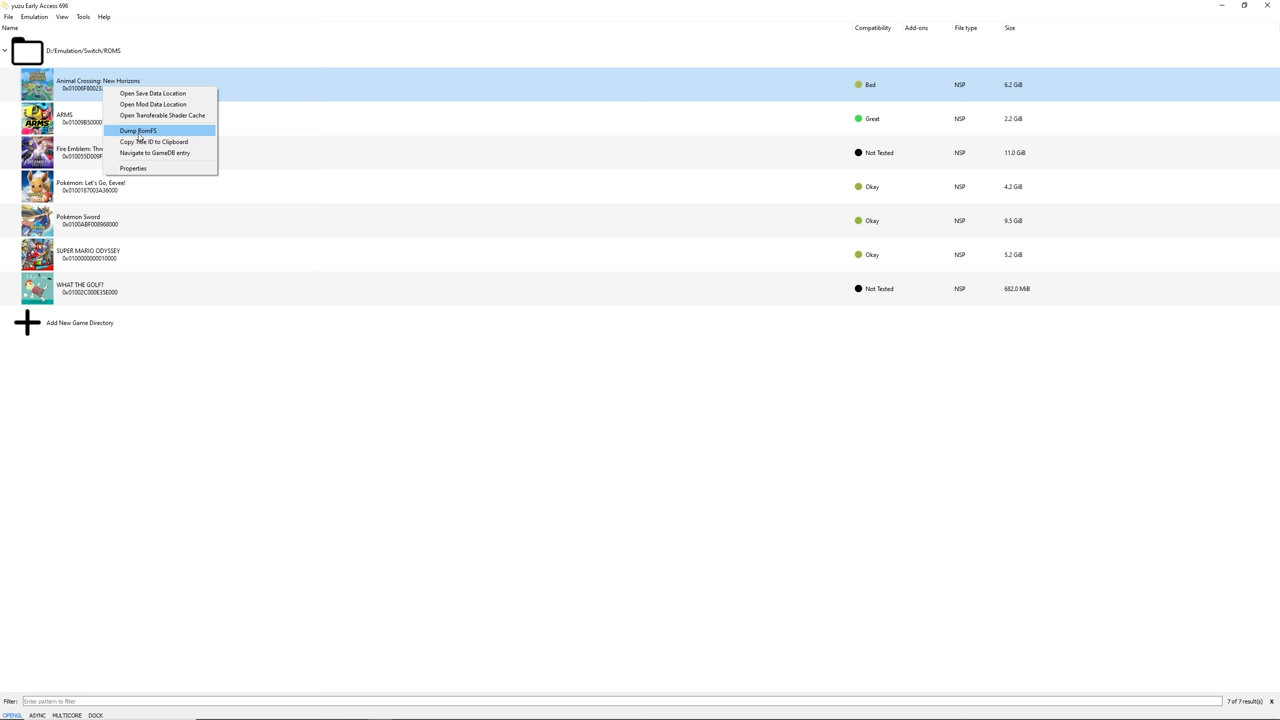 yuzu Early Access 696
File Emulation View Tools Help
Name Compatibility Add-ons File type Size
D:/Emulation/Switch/ROMS
Animal Crossing: New Horizons
Bad NSP 6.2 GiB
Open Save Data Location
Open Mod Data Location
Open Transferable Shader Cache
Dump RomFS
Copy Title ID to Clipboard
Navigate to GameDB entry
Properties
ARMS
Great NSP 2.2 GiB
Fire Emblem:
Not Tested NSP 11.0 GiB
Pokémon: Let's Go, Eevee!
0x0100187003A36000
Okay NSP 4.2 GiB
Pokémon Sword
0x0100ABF008968000
Okay NSP 9.5 GiB
SUPER MARIO ODYSSEY
0x0100000000010000
Okay NSP 5.2 GiB
WHAT THE GOLF?
0x01002C000E35E000
Not Tested NSP 682.0 MiB
Add New Game Directory
Filter: Enter pattern to filter 7 of 7 result(s) X
OPENGL ASYNC MULTICORE DOCK